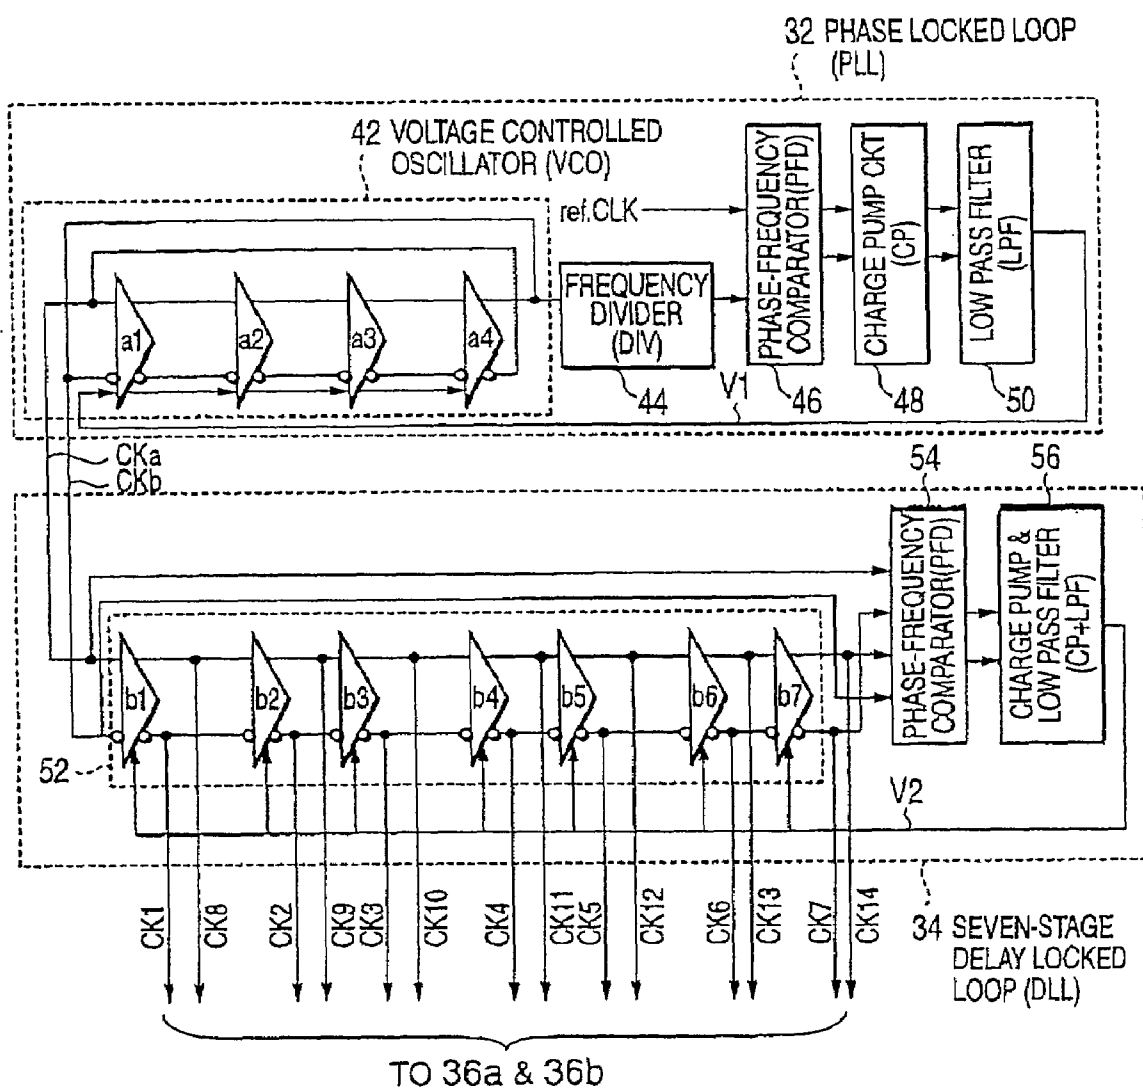 32 PHASE LOCKED LOOP
(PLL)
42 VOLTAGE CONTROLLED
OSCILLATOR (VCO)
ref.CLK
PHASE-FREQUENCY
COMPARATOR(PFD)
CHARGE PUMP CKT
(CP)
LOW PASS FILTER
(LPF)
FREQUENCY
DIVIDER
(DIV)
a1
a2
a3
a4
44
V1
46
48
50
CKa
CKb
54
56
PHASE-FREQUENCY
COMPARATOR(PFD)
CHARGE PUMP &
LOW PASS FILTER
(CP+LPF)
b1
b2
b3
b4
b5
b6
b7
52
V2
CK1
CK8
CK2
CK9
CK3
CK10
CK4
CK11
CK5
CK12
CK6
CK13
CK7
CK14
34 SEVEN-STAGE
DELAY LOCKED
LOOP (DLL)
TO 36a & 36b